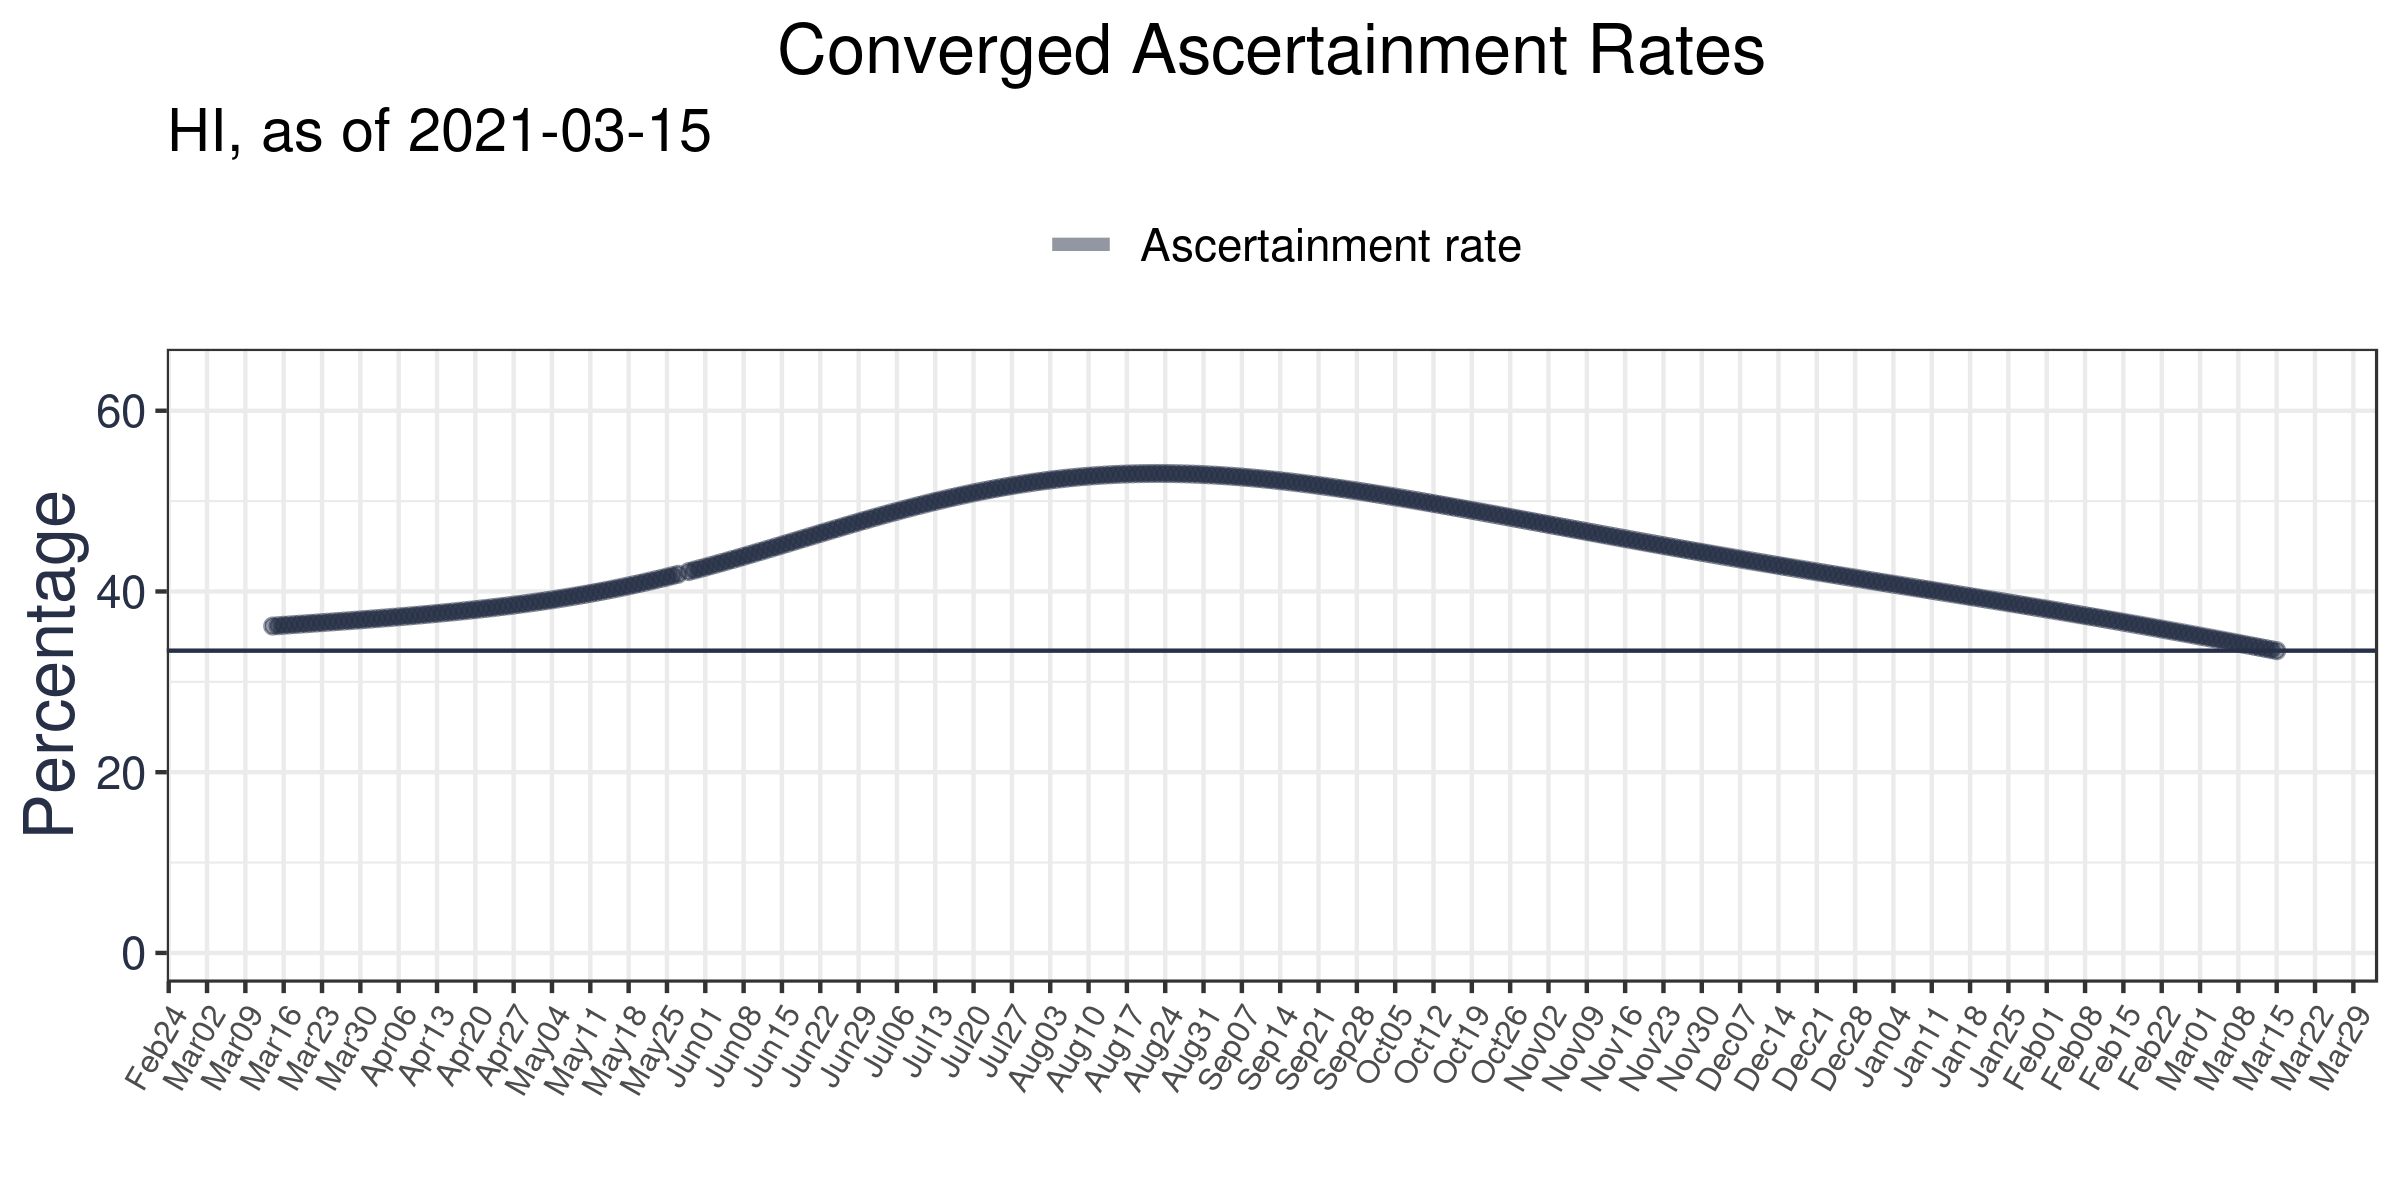 Converged Ascertainment Rates
HI, as of 2021-03-15
Ascertainment rate
Percentage
60
40
20
0
Feb24
Mar02
Mar09
Mar16
Mar23
Mar30
Apr06
Apr13
Apr20
Apr27
May04
May11
May18
May25
Jun01
Jun08
Jun15
Jun22
Jun29
Jul06
Jul13
Jul20
Jul27
Aug03
Aug10
Aug17
Aug24
Aug31
Sep07
Sep14
Sep21
Sep28
Oct05
Oct12
Oct19
Oct26
Nov02
Nov09
Nov16
Nov23
Nov30
Dec07
Dec14
Dec21
Dec28
Jan04
Jan11
Jan18
Jan25
Feb01
Feb08
Feb15
Feb22
Mar01
Mar08
Mar15
Mar22
Mar29